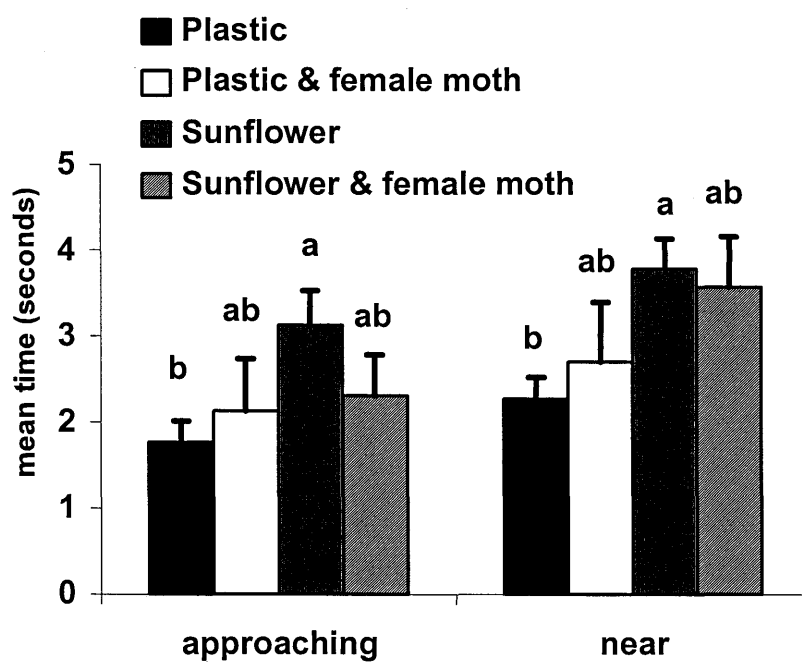 Plastic
Plastic & female moth
Sunflower
Sunflower & female moth
mean time (seconds)
5
4
3
2
1
0
b
ab
a
ab
b
ab
a
ab
approaching
near